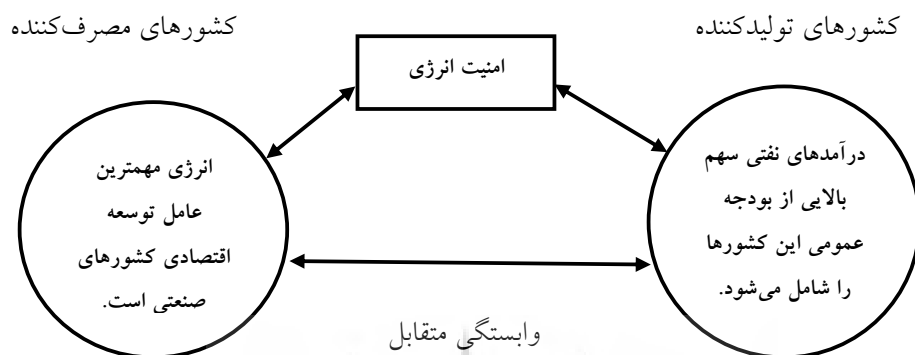 کشورهای تولیدکننده
کشورهای مصرف‌کننده
امنیت انرژی
درآمدهای نفتی سهم
بالایی از بودجه
عمومی این کشورها
را شامل می‌شود.
انرژی مهمترین
عامل توسعه
اقتصادی کشورهای
صنعتی است.
وابستگی متقابل